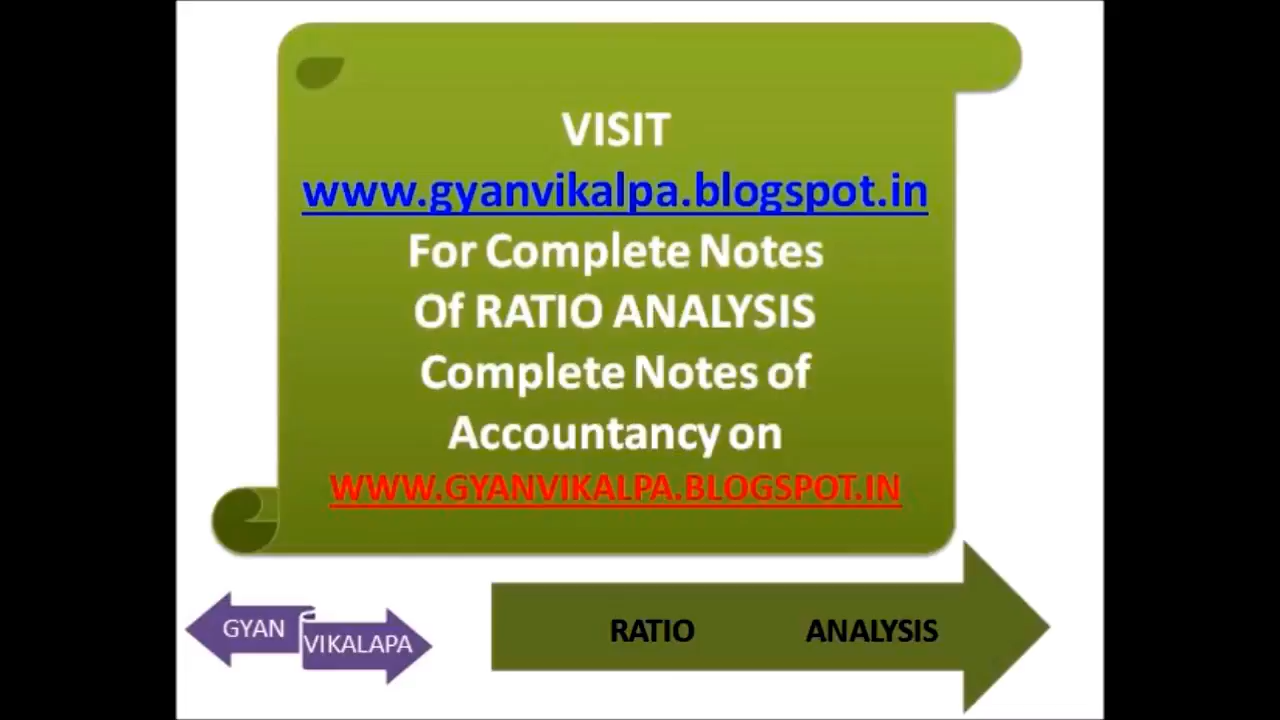 VISIT
www.gyanvikalpa.blogspot.in
For Complete Notes
Of RATIO ANALYSIS
Complete Notes of
Accountancy on
WWW.GYANVIKALPA.BLOGSPOT.IN
GYAN
VIKALAPA
RATIO ANALYSIS